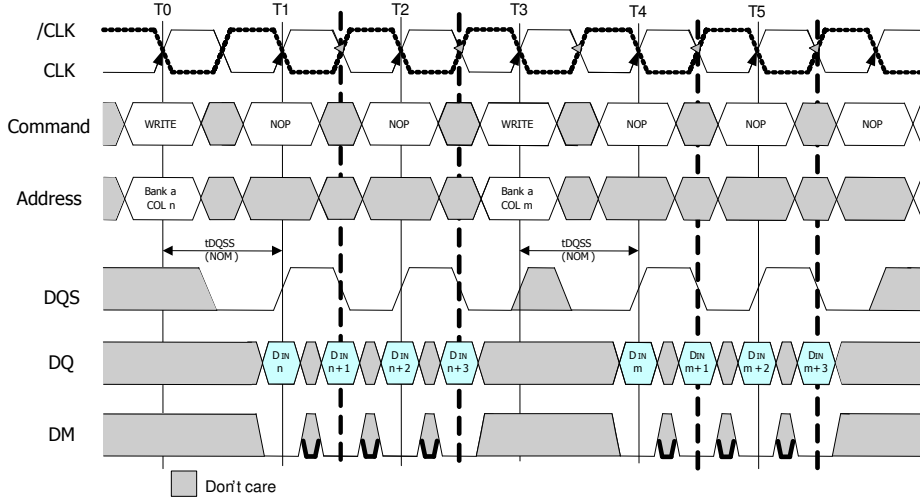 T0 T1 T2 T3 T4 T5
/CLK
CLK
Command WRITE NOP NOP WRITE NOP NOP NOP
Address Bank a COL n Bank a COL m
tDQSS (NOM) tDQSS (NOM)
DQS
DQ DIN n DIN n+1 DIN n+2 DIN n+3 DIN m DIN m+1 DIN m+2 DIN m+3
DM
Don't care